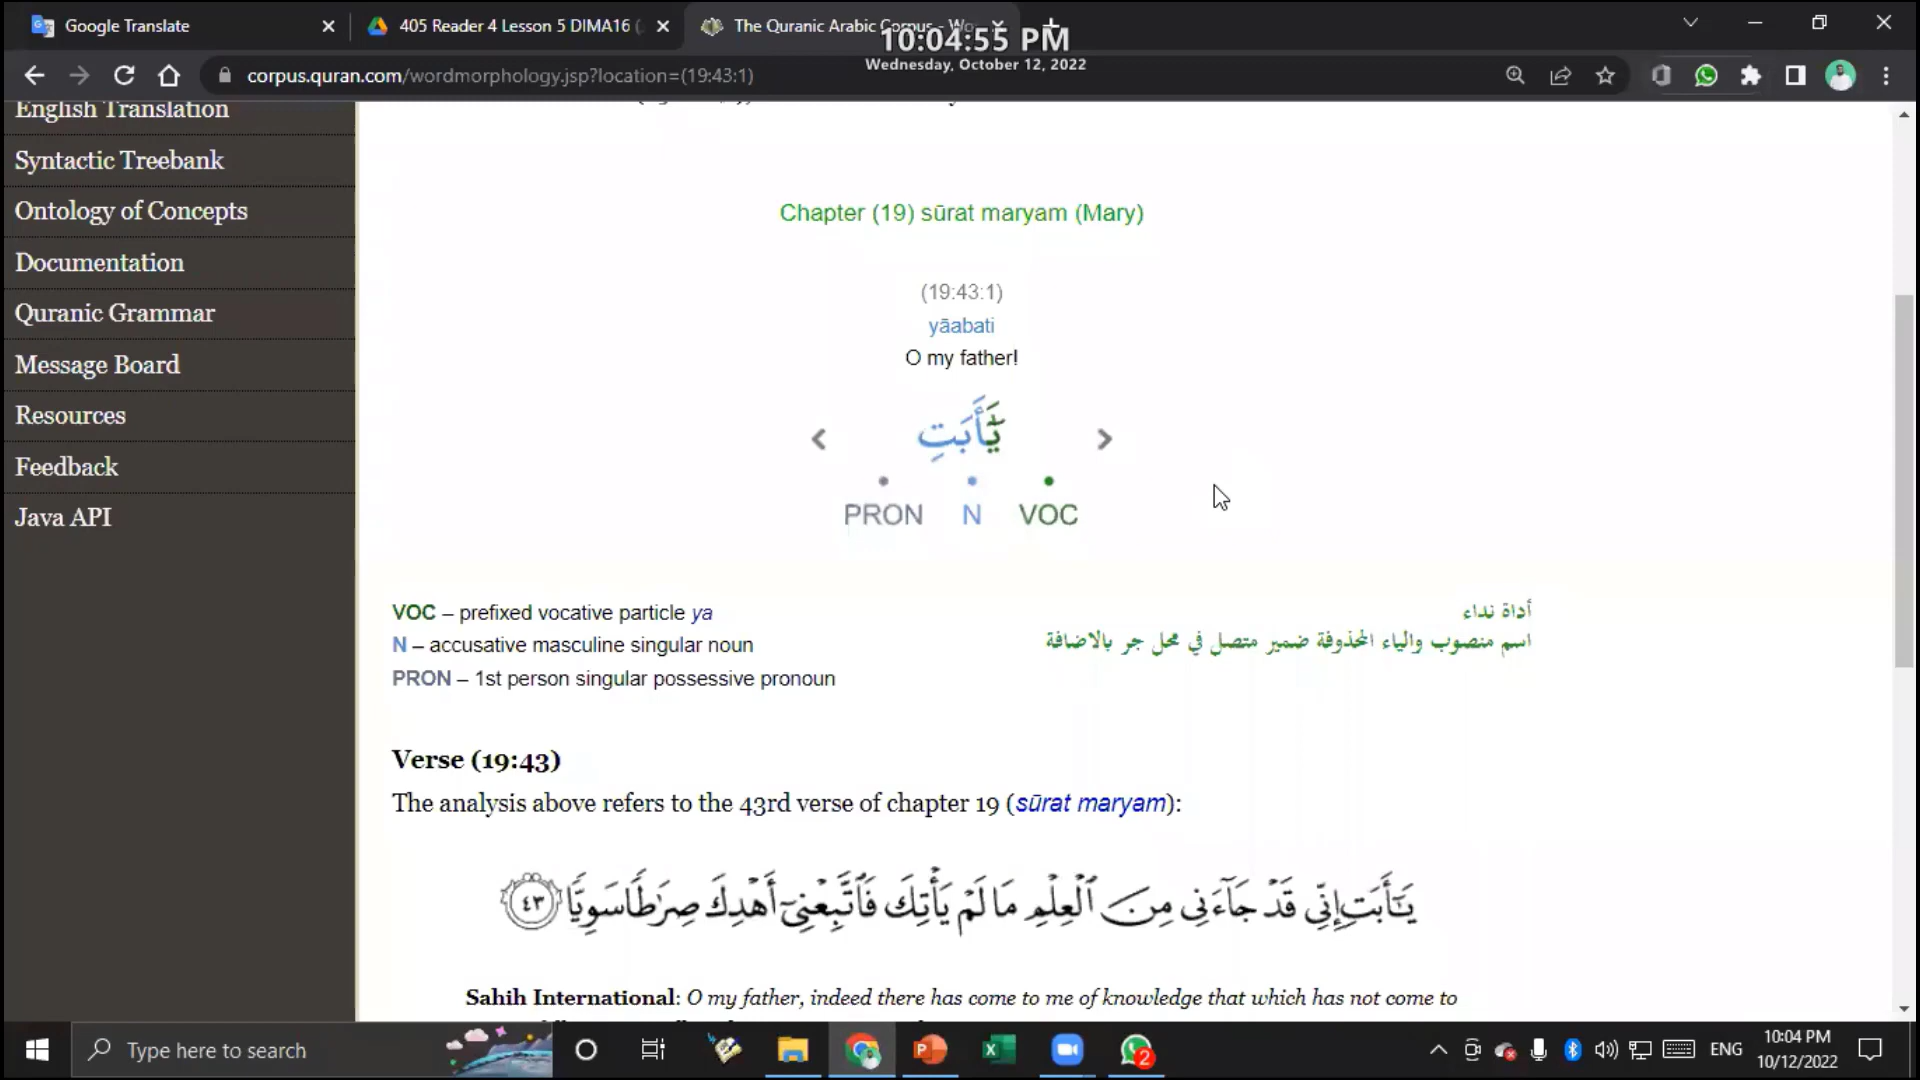 Google Translate
405 Reader 4 Lesson 5 DIMA16 (
The Quranic Arabic Corpus - Wo
10:04:55 PM
Wednesday, October 12, 2022
corpus.quran.com/wordmorphology.jsp?location=(19:43:1)
English Translation
Syntactic Treebank
Ontology of Concepts
Documentation
Quranic Grammar
Message Board
Resources
Feedback
Java API
Chapter (19) sūrat maryam (Mary)
(19:43:1)
yāabati
O my father!
يَٰٓأَبَتِ
PRON N VOC
VOC – prefixed vocative particle ya
N – accusative masculine singular noun
PRON – 1st person singular possessive pronoun
أداة نداء
اسم منصوب والياء المحذوفة ضمير متصل في محل جر بالاضافة
Verse (19:43)
The analysis above refers to the 43rd verse of chapter 19 (sūrat maryam):
يَٰٓأَبَتِ إِنِّى قَدْ جَآءَنِى مِنَ ٱلْعِلْمِ مَا لَمْ يَأْتِكَ فَٱتَّبِعْنِىٓ أَهْدِكَ صِرَٰطًا سَوِيًّا ٤٣
Sahih International: O my father, indeed there has come to me of knowledge that which has not come to
Type here to search
2
ENG
10:04 PM
10/12/2022